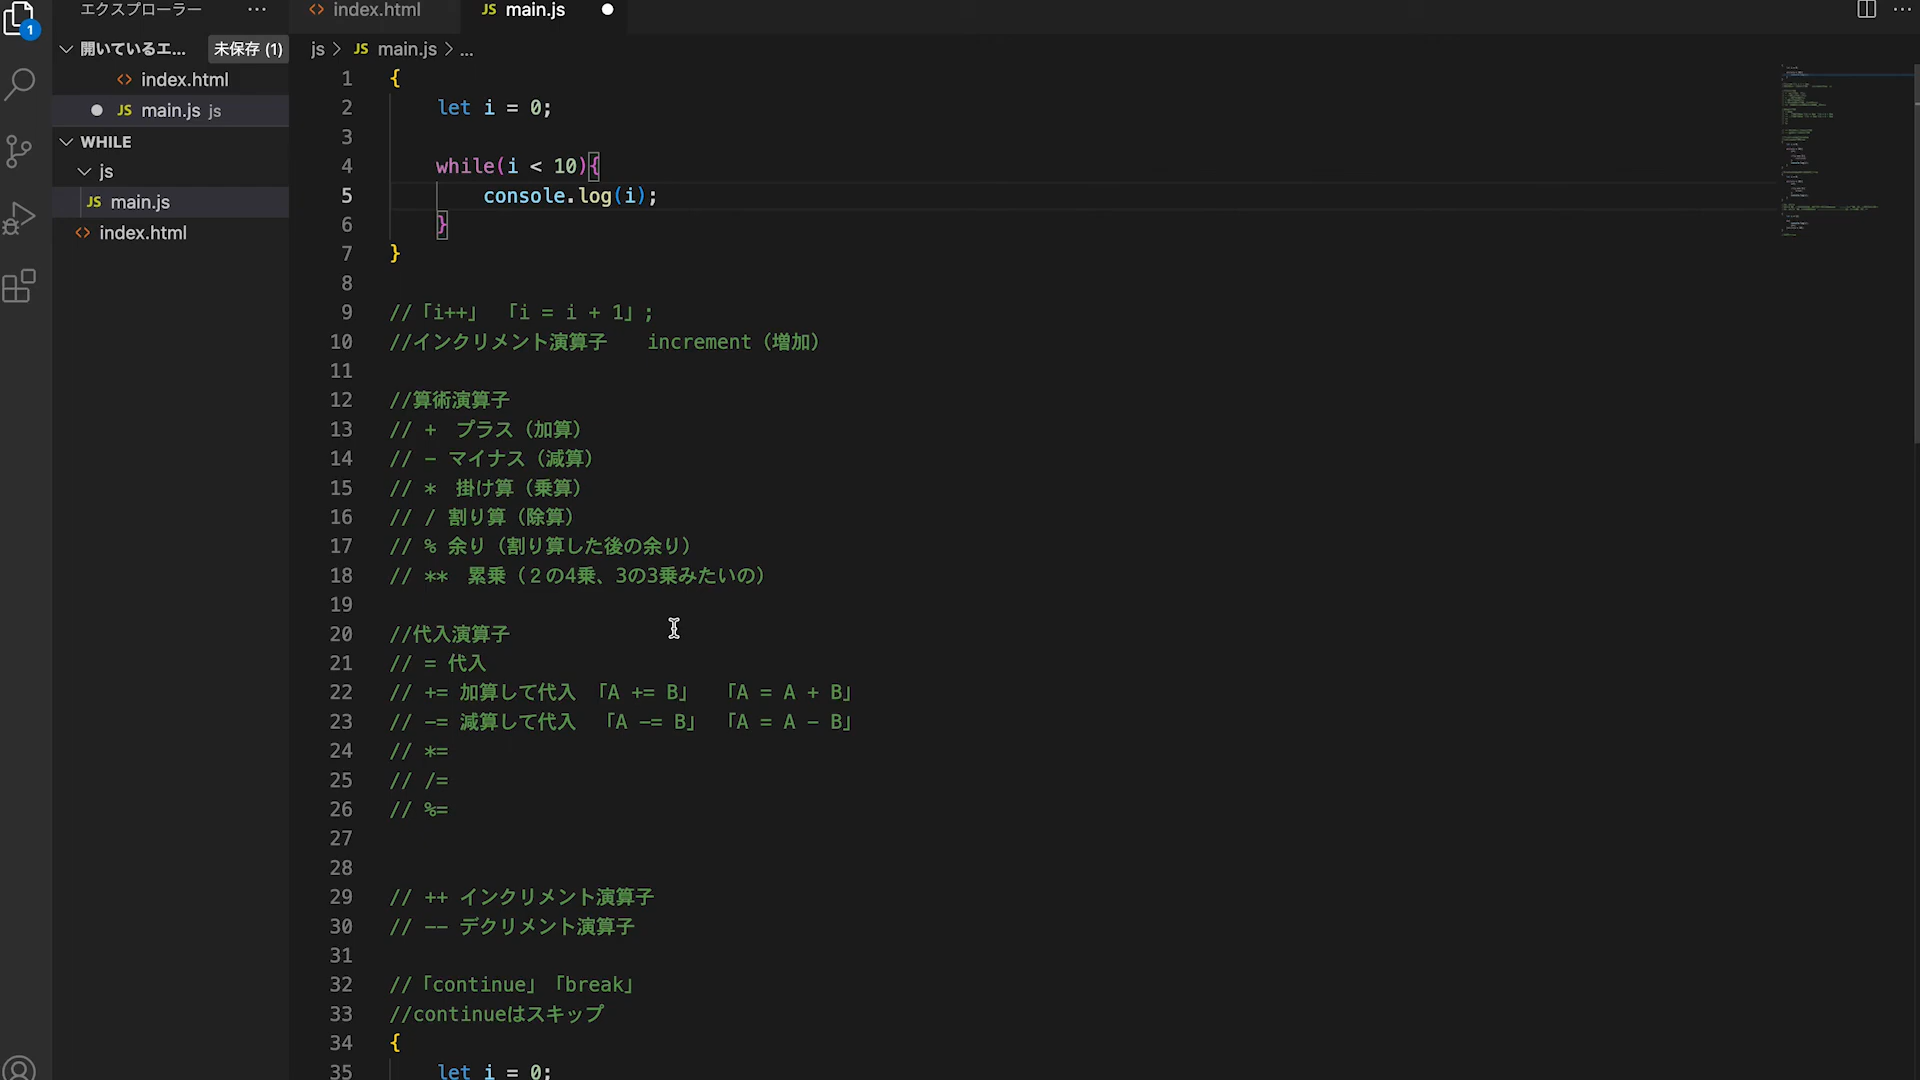 エクスプローラー ···
index.html
JS main.js
1
開いているエ... 未保存 (1)
index.html
JS main.js js
WHILE
js
JS main.js
index.html
js > JS main.js > ...
1 {
2 let i = 0;
3
4 while(i < 10){
5 console.log(i);
6 }
7 }
8
9 //「i++」 「i = i + 1」;
10 //インクリメント演算子 increment（増加）
11
12 //算術演算子
13 // + プラス（加算）
14 // - マイナス（減算）
15 // * 掛け算（乗算）
16 // / 割り算（除算）
17 // % 余り（割り算した後の余り）
18 // ** 累乗（２の4乗、3の3乗みたいの）
19
20 //代入演算子
21 // = 代入
22 // += 加算して代入 「A += B」 「A = A + B」
23 // -= 減算して代入 「A -= B」 「A = A - B」
24 // *=
25 // /=
26 // %=
27
28
29 // ++ インクリメント演算子
30 // -- デクリメント演算子
31
32 //「continue」「break」
33 //continueはスキップ
34 {
35 let i = 0;